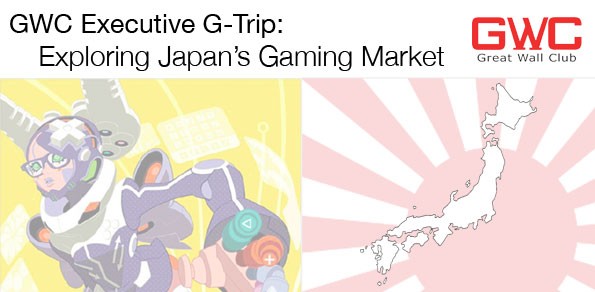 GWC Executive G-Trip:
Exploring Japan's Gaming Market
GWC
Great Wall Club